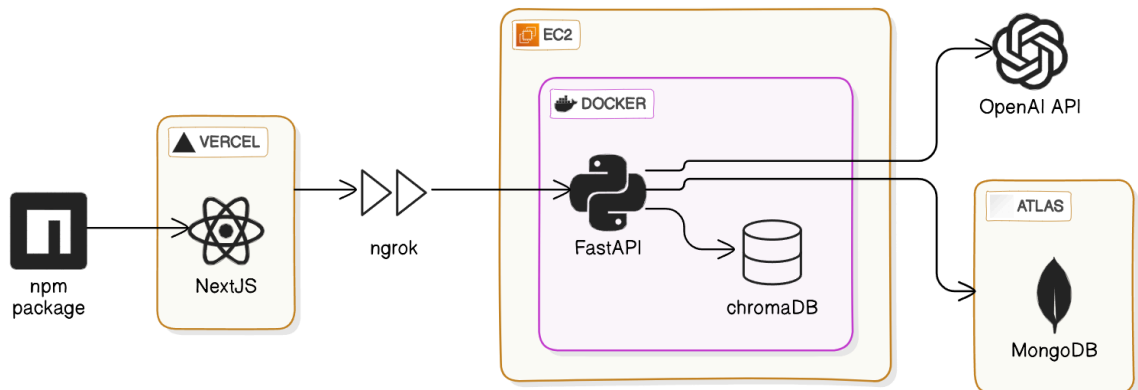 EC2
OpenAI API
DOCKER
VERCEL
ATLAS
npm
package
NextJS
ngrok
FastAPI
chromaDB
MongoDB